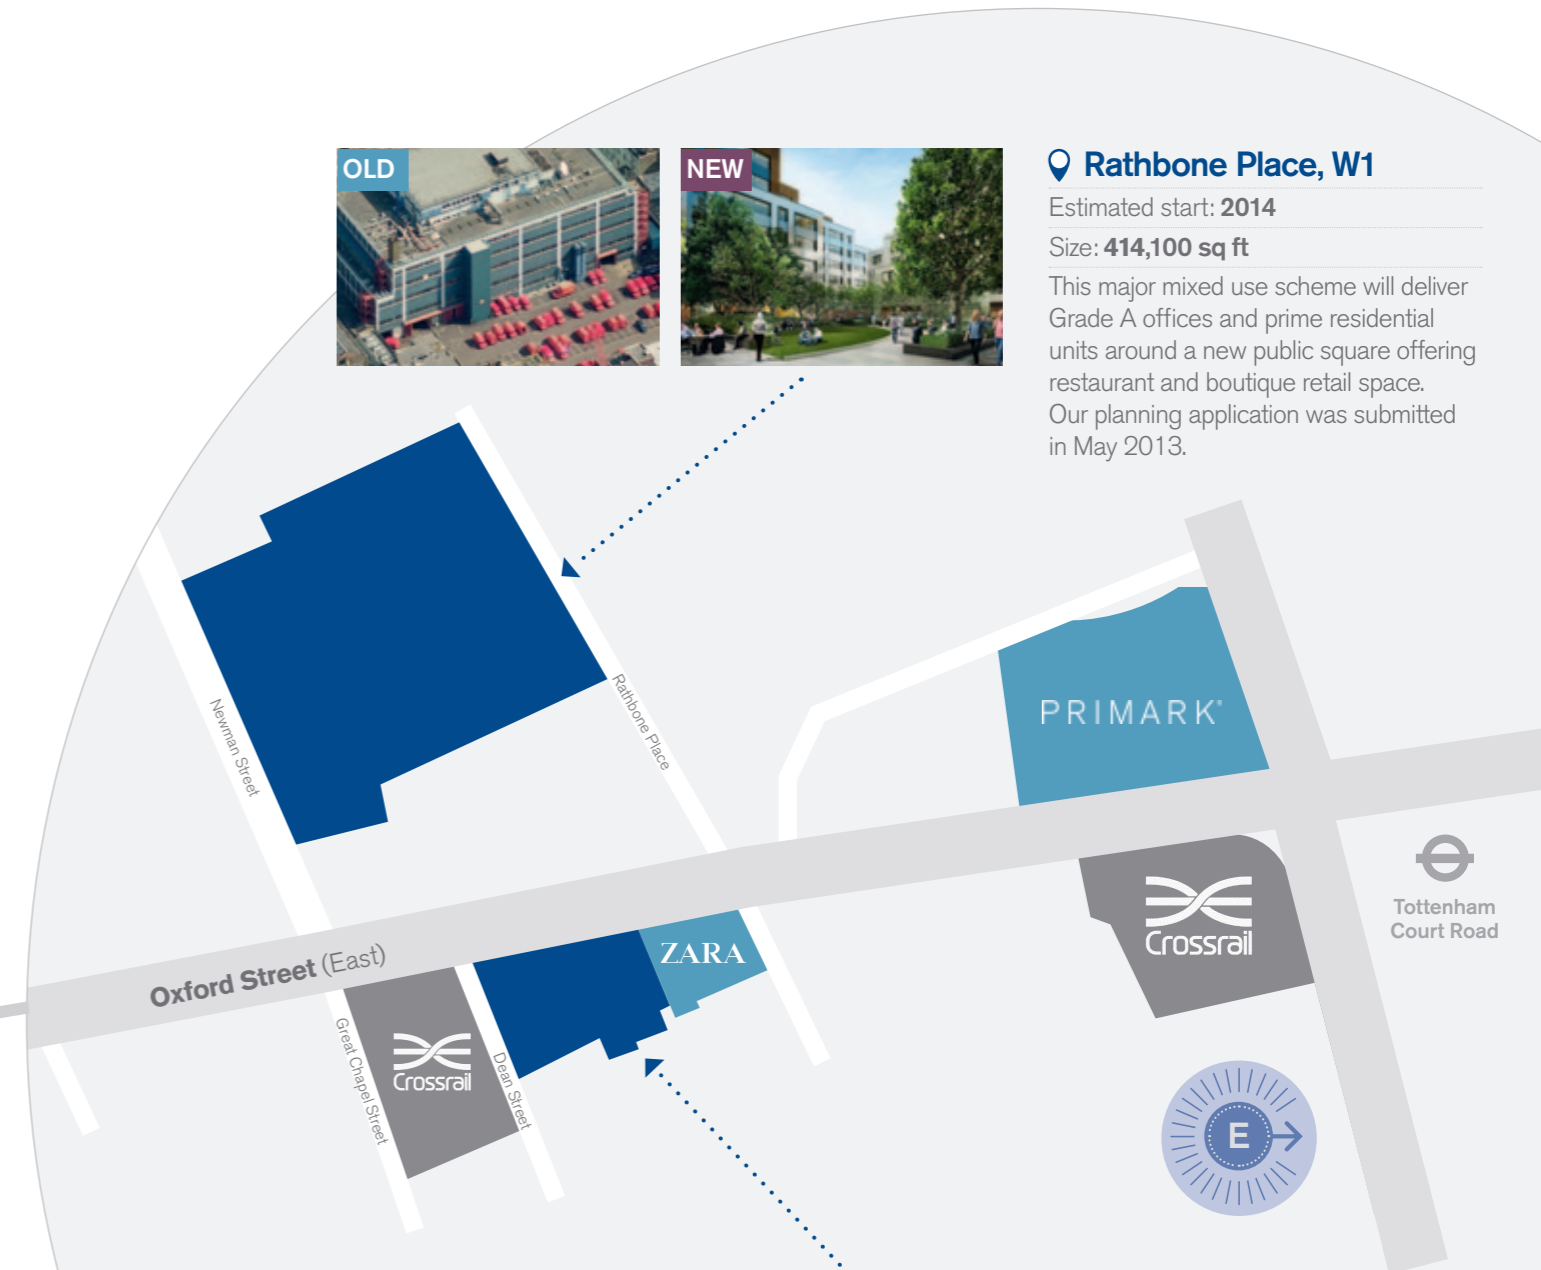 OLD
NEW
Rathbone Place, W1
Estimated start: 2014
Size: 414,100 sq ft
This major mixed use scheme will deliver
Grade A offices and prime residential
units around a new public square offering
restaurant and boutique retail space.
Our planning application was submitted
in May 2013.
Newman Street
Rathbone Place
PRIMARK®
Tottenham
Court Road
Crossrail
ZARA
Oxford Street (East)
Great Chapel Street
Crossrail
Dean Street
E